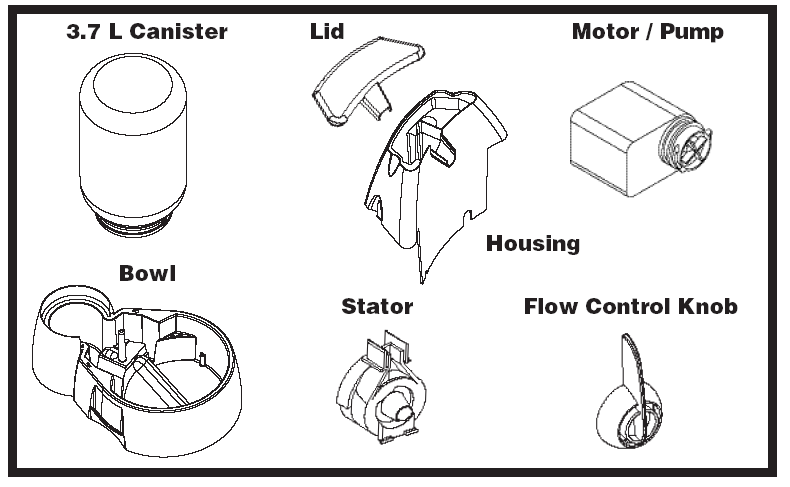 3.7 L Canister
Lid
Motor / Pump
Housing
Bowl
Stator
Flow Control Knob